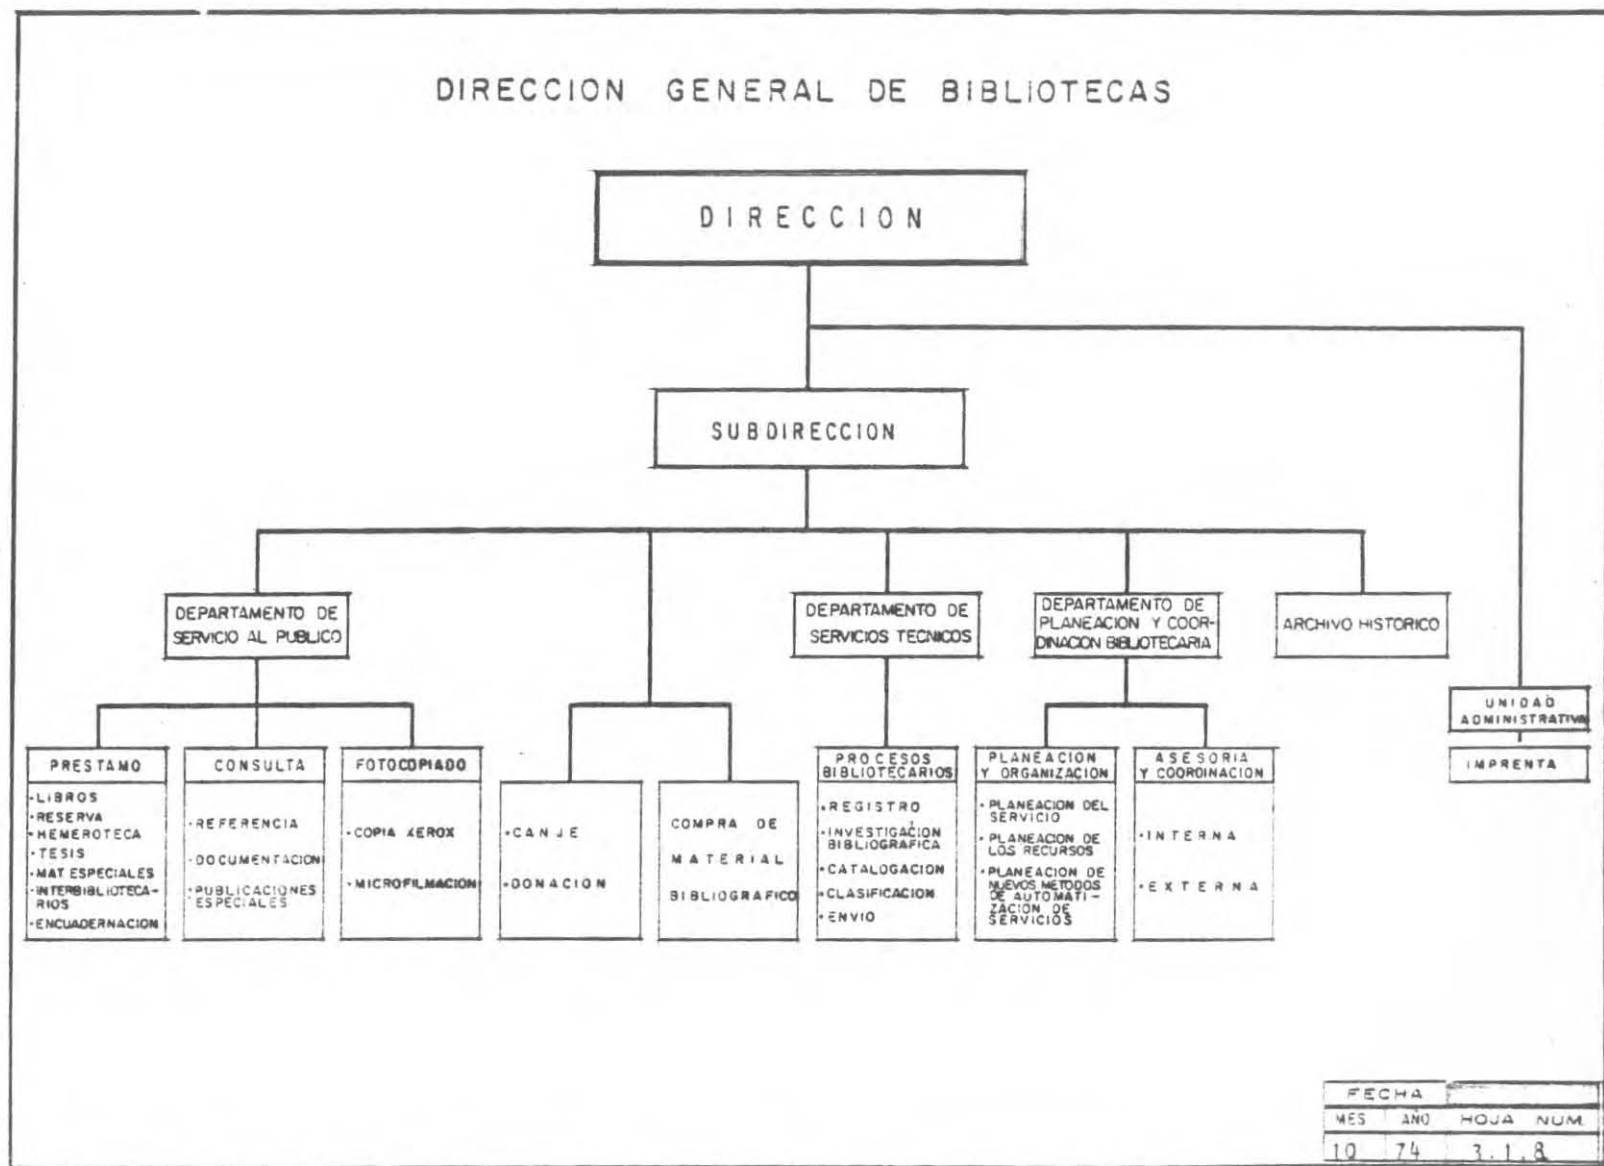 DIRECCION GENERAL DE BIBLIOTECAS
DIRECCION
SUBDIRECCION
DEPARTAMENTO DE
SERVICIO AL PUBLICO
DEPARTAMENTO DE
SERVICIOS TECNICOS
DEPARTAMENTO DE
PLANEACION Y COOR-
DINACION BIBLIOTECARIA
ARCHIVO HISTORICO
UNIDAD
ADMINISTRATIVA
IMPRENTA
PRESTAMO
·LIBROS
·RESERVA
·HEMEROTECA
·TESIS
·MAT. ESPECIALES
·INTERBIBLIOTECA-
RIOS
·ENCUADERNACION
CONSULTA
·REFERENCIA
·DOCUMENTACION
·PUBLICACIONES
ESPECIALES
FOTOCOPIADO
·COPIA XEROX
·MICROFILMACION
·CANJE
·DONACION
COMPRA DE
MATERIAL
BIBLIOGRAFICO
PROCESOS
BIBLIOTECARIOS
·REGISTRO
·INVESTIGACIÓN
BIBLIOGRAFICA
·CATALOGACION
·CLASIFICACION
·ENVIO
PLANEACION
Y ORGANIZACION
·PLANEACION DEL
SERVICIO
·PLANEACION DE
LOS RECURSOS
·PLANEACION DE
NUEVOS METODOS
DE AUTOMATI-
ZACION DE
SERVICIOS
ASESORIA
Y COORDINACION
·INTERNA
·EXTERNA
FECHA
MES AÑO HOJA NUM.
10 74 3.1.8